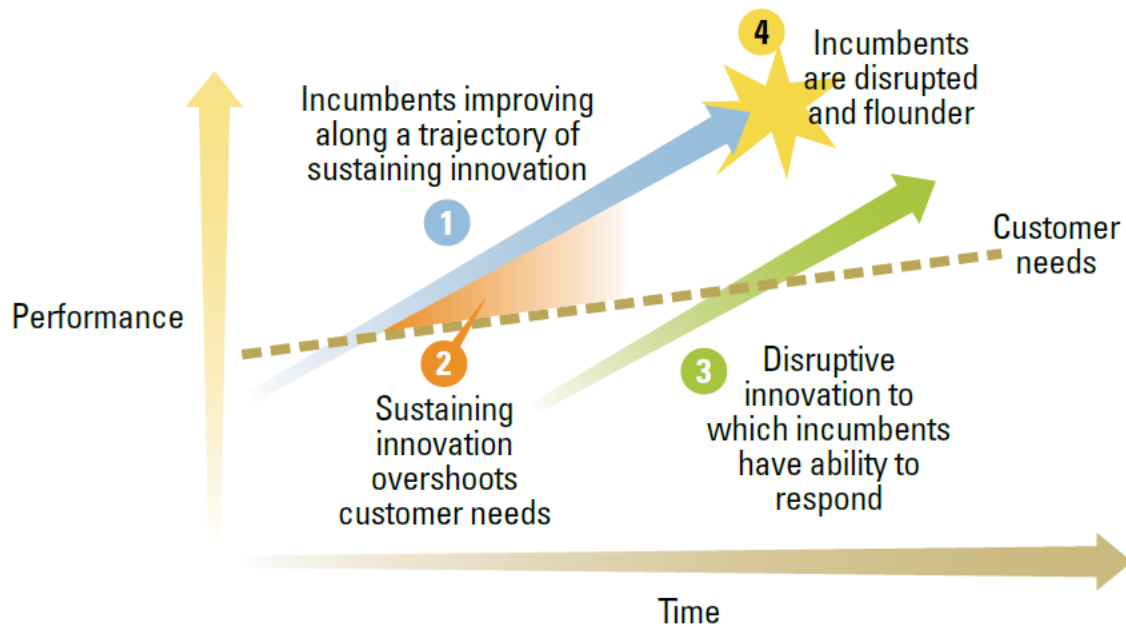 4
Incumbents
are disrupted
and flounder
Incumbents improving
along a trajectory of
sustaining innovation
1
Customer
needs
Performance
2
Sustaining
innovation
overshoots
customer needs
3
Disruptive
innovation to
which incumbents
have ability to
respond
Time